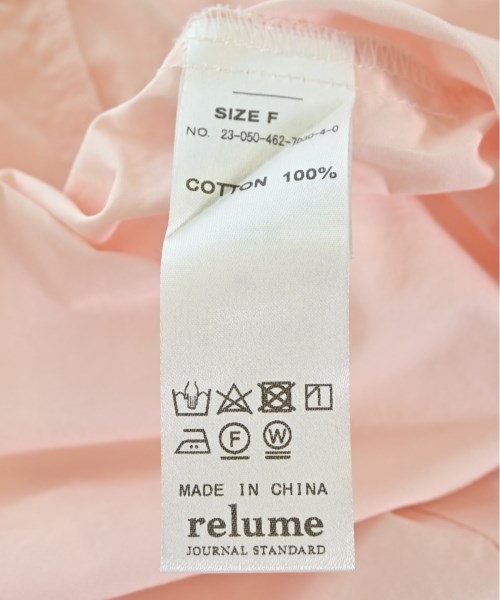 SIZE F
NO. 23-050-462-
COTTON 100%
F W
MADE IN CHINA
relume
JOURNAL STANDARD